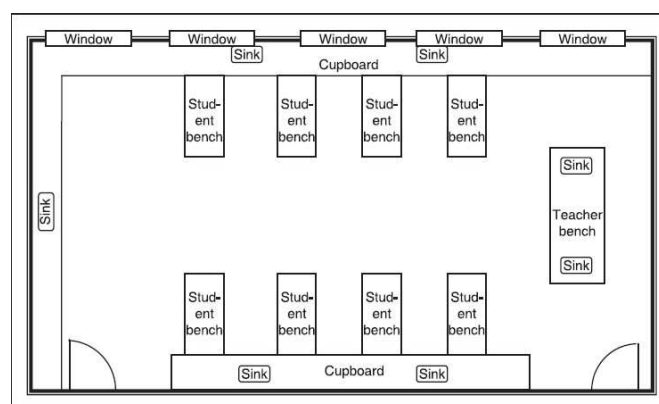 Window Window Window Window Window
Sink Sink
Cupboard
Stud-
ent
bench
Stud-
ent
bench
Stud-
ent
bench
Stud-
ent
bench
Sink
Sink
Teacher
bench
Sink
Stud-
ent
bench
Stud-
ent
bench
Stud-
ent
bench
Stud-
ent
bench
Sink Cupboard Sink